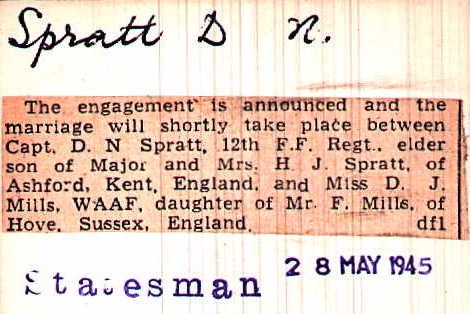 Spratt D N.
The engagement is announced and the
marriage will shortly take place between
Capt. D. N Spratt, 12th F.F. Regt., elder
son of Major and Mrs. H J. Spratt, of
Ashford, Kent, England, and Miss D. J.
Mills, WAAF, daughter of Mr. F. Mills, of
Hove, Sussex, England. df1
Statesman 28 MAY 1945